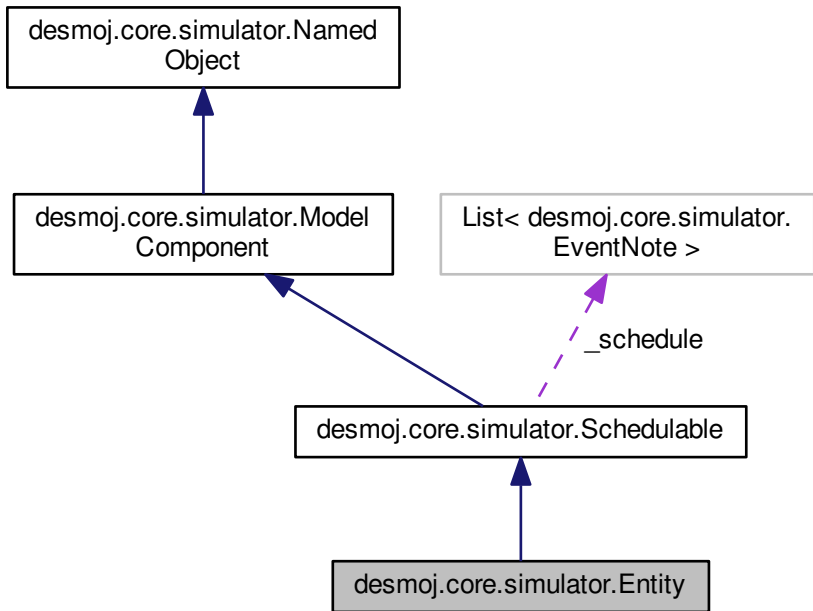 desmoj.core.simulator.Named
Object
desmoj.core.simulator.Model
Component
List< desmoj.core.simulator.
EventNote >
_schedule
desmoj.core.simulator.Schedulable
desmoj.core.simulator.Entity